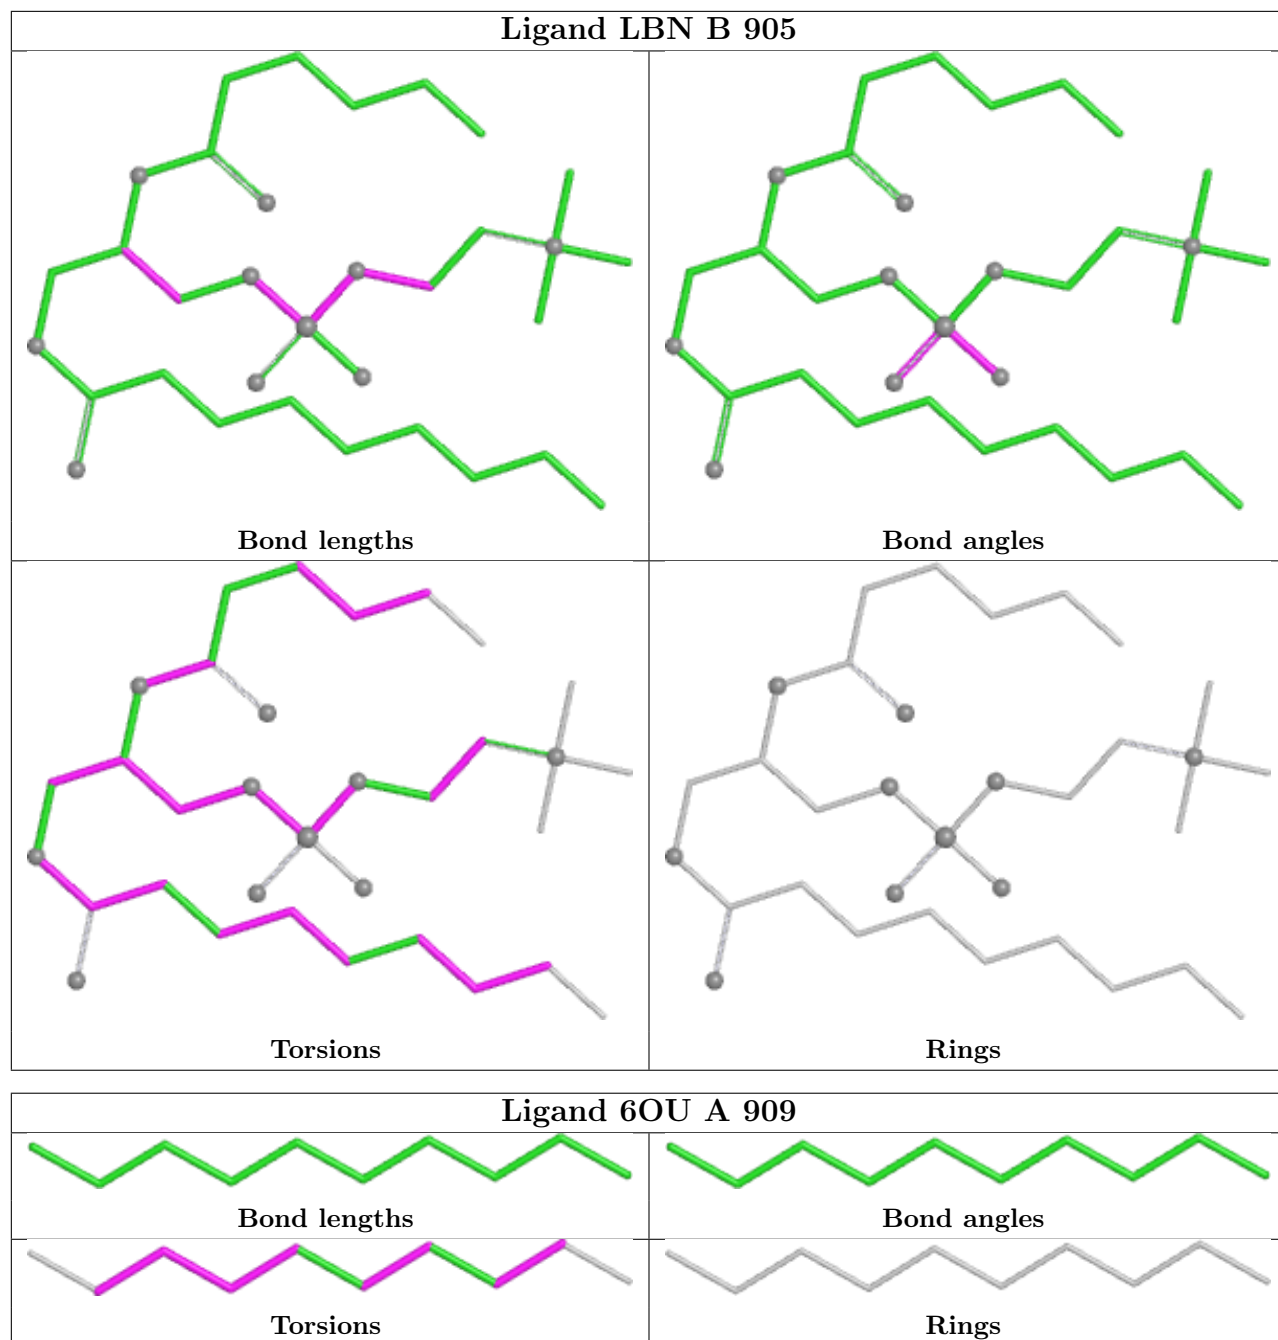 Ligand LBN B 905
Bond lengths
Bond angles
Torsions
Rings
Ligand 6OU A 909
Bond lengths
Bond angles
Torsions
Rings